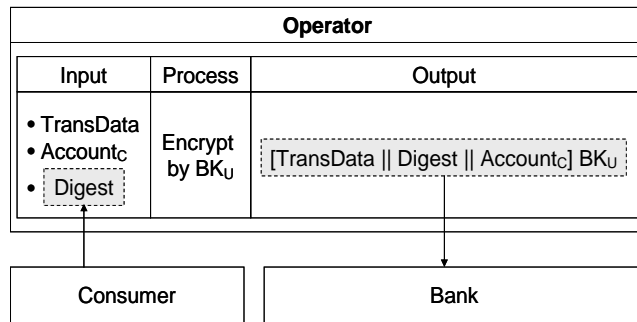 Operator
Input
Process
Output
• TransData
• AccountC
• Digest
Encrypt
by BKU
[TransData || Digest || AccountC] BKU
Consumer
Bank